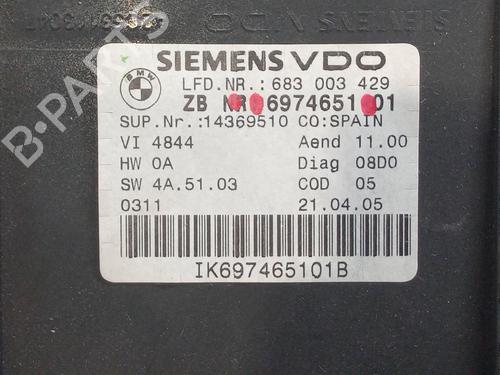 SIEMENS VDO
BMW
LFD.NR.: 683 003 429
ZB NR 6974651 01
SUP.Nr.:14369510 CO:SPAIN
VI 4844 Aend 11.00
HW 0A Diag 08D0
SW 4A.51.03 COD 05
0311 21.04.05
IK697465101B
B-PARTS